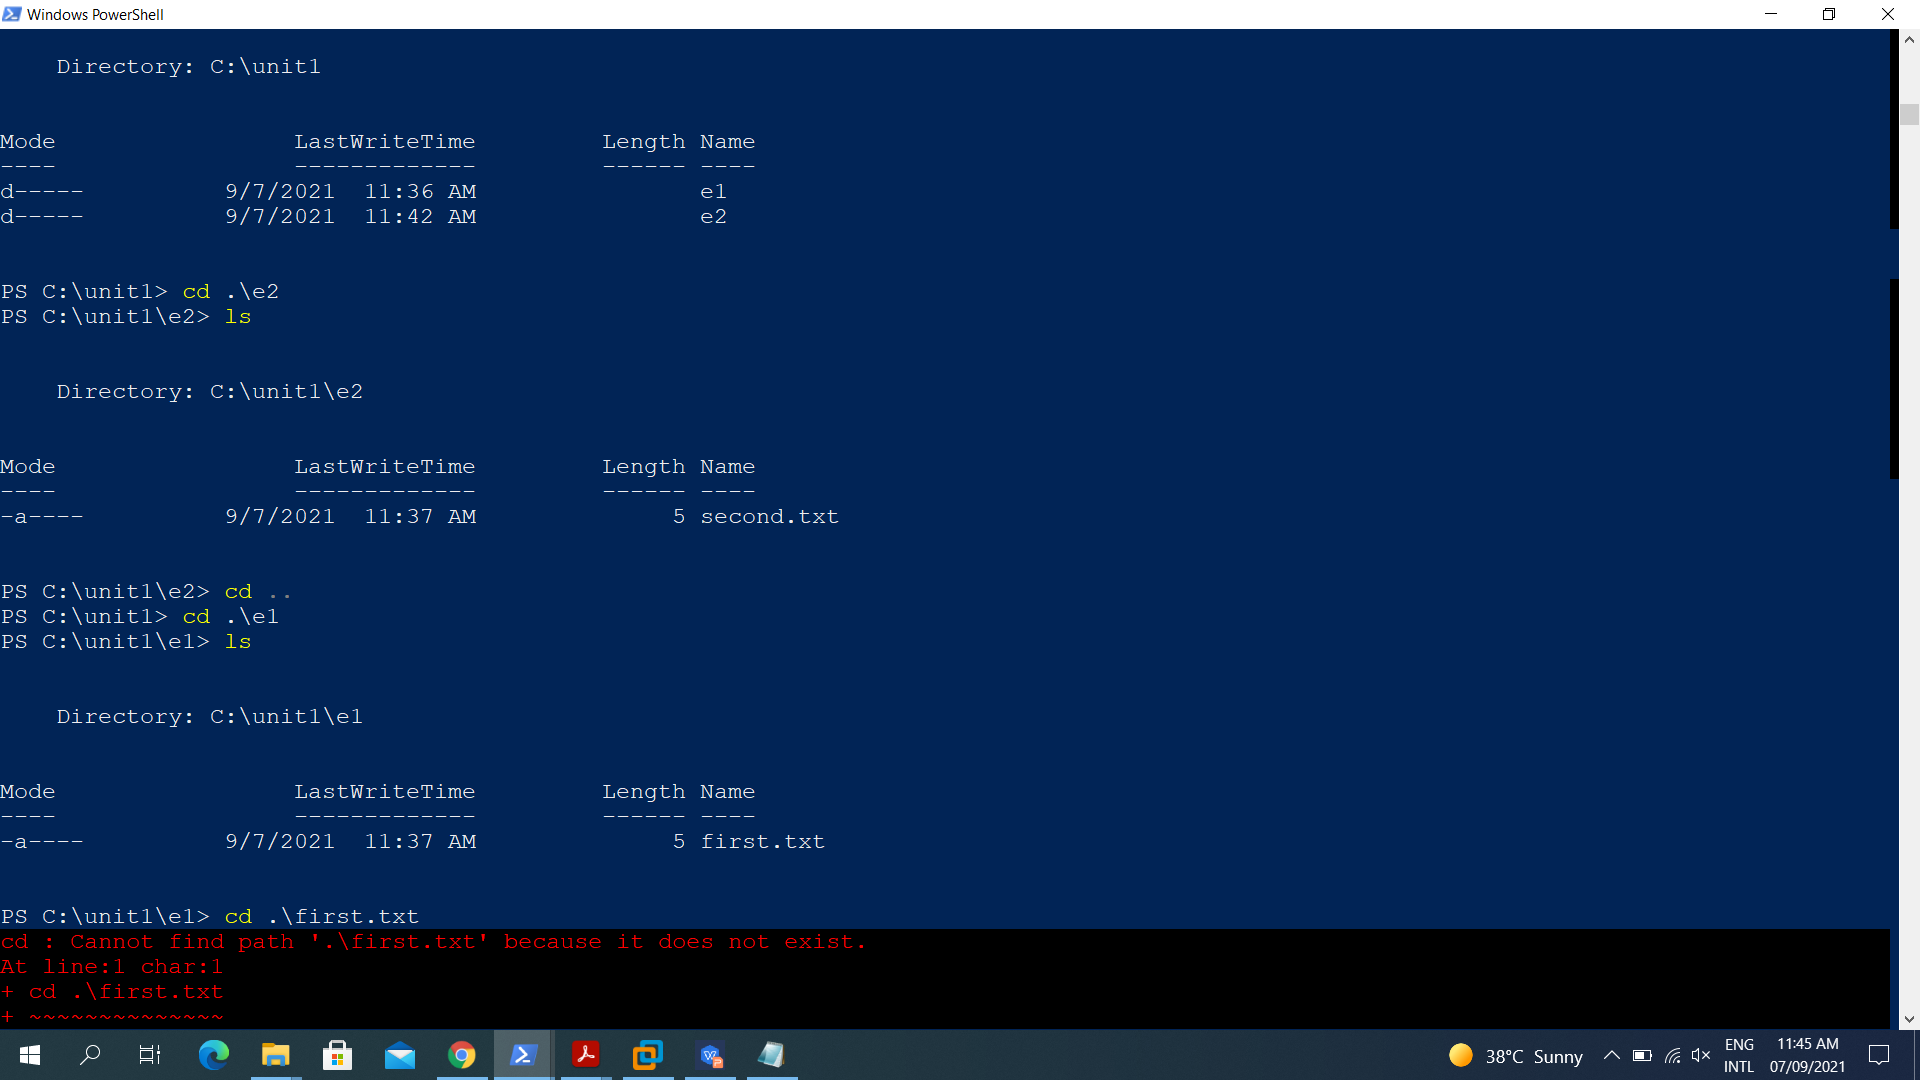 Windows PowerShell
Directory: C:\unit1
Mode                 LastWriteTime         Length Name
----                 -------------         ------ ----
d-----          9/7/2021  11:36 AM                e1
d-----          9/7/2021  11:42 AM                e2
PS C:\unit1> cd .\e2
PS C:\unit1\e2> ls
Directory: C:\unit1\e2
Mode                 LastWriteTime         Length Name
----                 -------------         ------ ----
-a----          9/7/2021  11:37 AM              5 second.txt
PS C:\unit1\e2> cd ..
PS C:\unit1> cd .\e1
PS C:\unit1\e1> ls
Directory: C:\unit1\e1
Mode                 LastWriteTime         Length Name
----                 -------------         ------ ----
-a----          9/7/2021  11:37 AM              5 first.txt
PS C:\unit1\e1> cd .\first.txt
cd : Cannot find path '.\first.txt' because it does not exist.
At line:1 char:1
+ cd .\first.txt
+ ~~~~~~~~~~~~~~
38°C Sunny
ENG
INTL
11:45 AM
07/09/2021